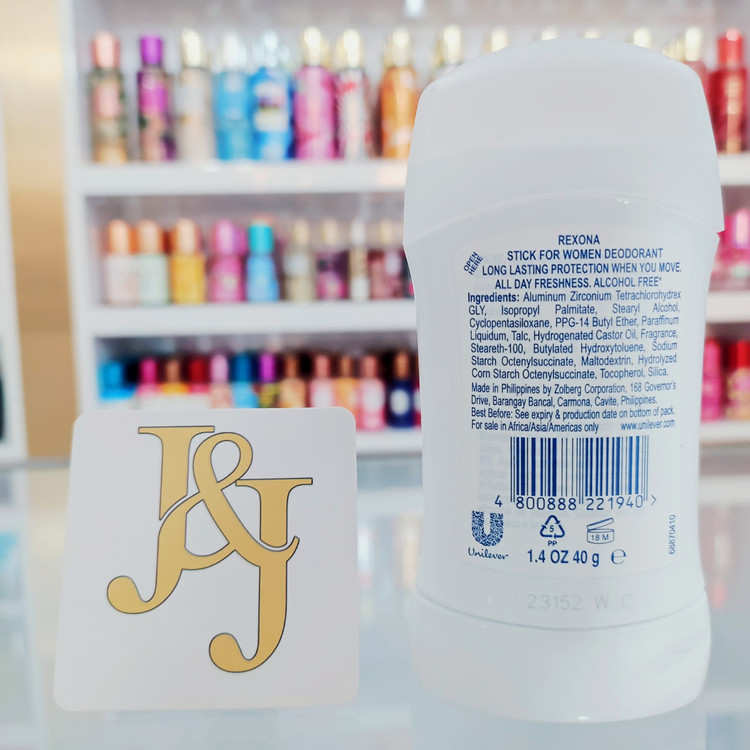 J&J
OPEN HERE
REXONA
STICK FOR WOMEN DEODORANT
LONG LASTING PROTECTION WHEN YOU MOVE.
ALL DAY FRESHNESS. ALCOHOL FREE*
Ingredients: Aluminum Zirconium Tetrachlorohydrex
GLY, Isopropyl Palmitate, Stearyl Alcohol,
Cyclopentasiloxane, PPG-14 Butyl Ether, Paraffinum
Liquidum, Talc, Hydrogenated Castor Oil, Fragrance,
Steareth-100, Butylated Hydroxytoluene, Sodium
Starch Octenylsuccinate, Maltodextrin, Hydrolyzed
Corn Starch Octenylsuccinate, Tocopherol, Silica.
Made in Philippines by Zolberg Corporation, 168 Governor's
Drive, Barangay Bancal, Carmona, Cavite, Philippines.
Best Before: See expiry & production date on bottom of pack.
For sale in Africa/Asia/Americas only www.unilever.com
4 800888 221940 >
Unilever
5
PP
18 M
1.4 OZ 40 g e
68870A10
23152 W C